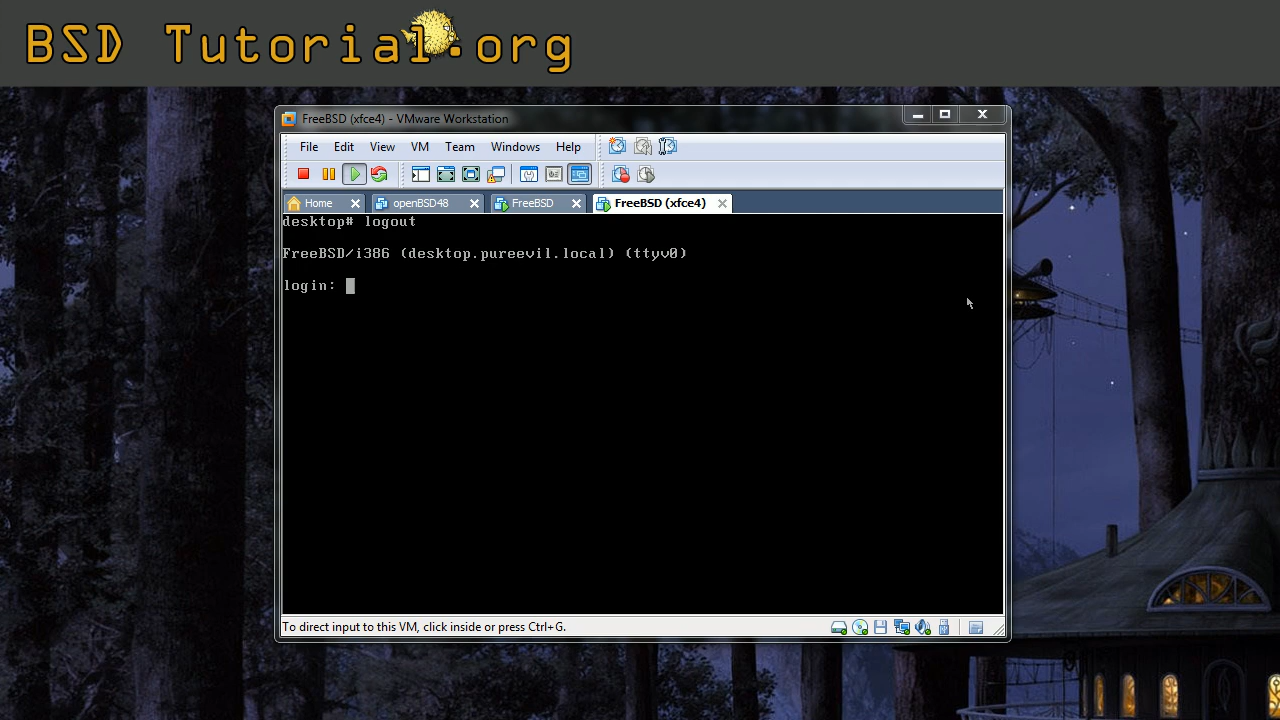 BSD Tutorial.org
FreeBSD (xfce4) - VMware Workstation
File Edit View VM Team Windows Help
Home openBSD48 FreeBSD FreeBSD (xfce4)
desktop# logout
FreeBSD/i386 (desktop.pureevil.local) (ttyv0)
login:
To direct input to this VM, click inside or press Ctrl+G.